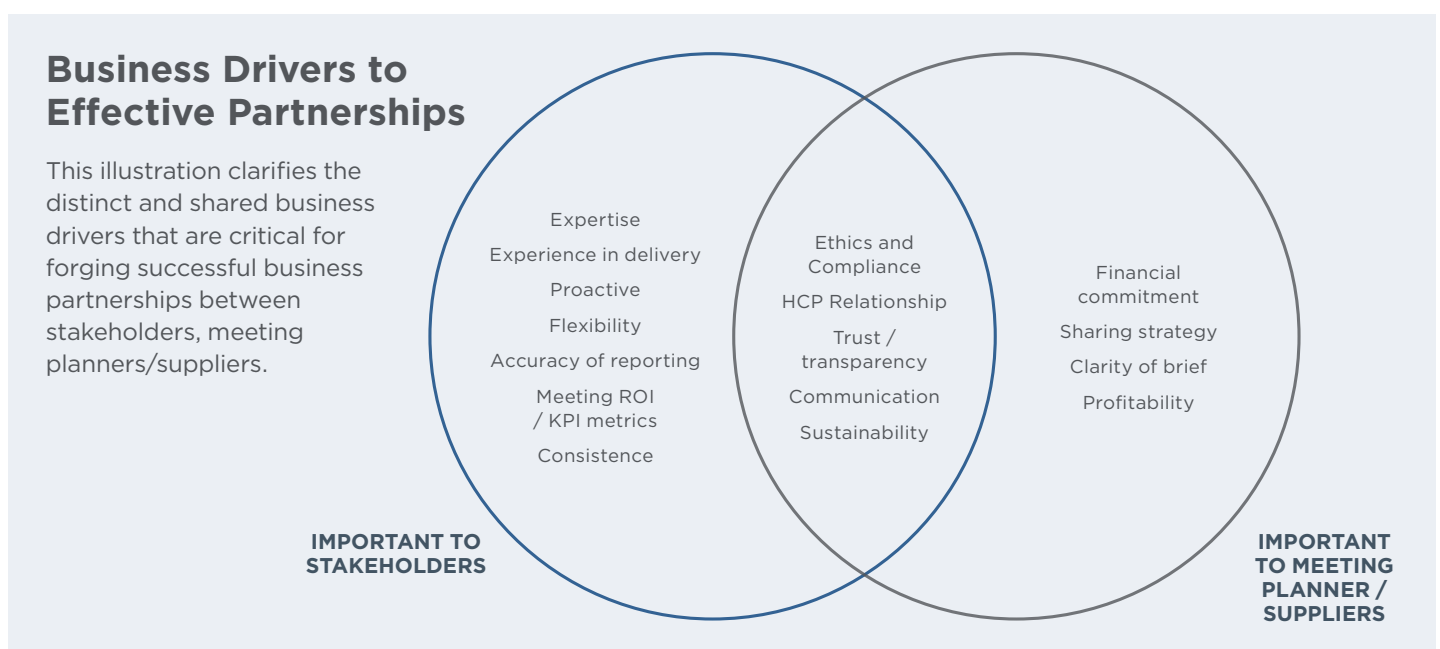 Business Drivers to
Effective Partnerships
This illustration clarifies the
distinct and shared business
drivers that are critical for
forging successful business
partnerships between
stakeholders, meeting
planners/suppliers.
Expertise
Experience in delivery
Proactive
Flexibility
Accuracy of reporting
Meeting ROI
/ KPI metrics
Consistence
Ethics and
Compliance
HCP Relationship
Trust /
transparency
Communication
Sustainability
Financial
commitment
Sharing strategy
Clarity of brief
Profitability
IMPORTANT TO
STAKEHOLDERS
IMPORTANT
TO MEETING
PLANNER /
SUPPLIERS